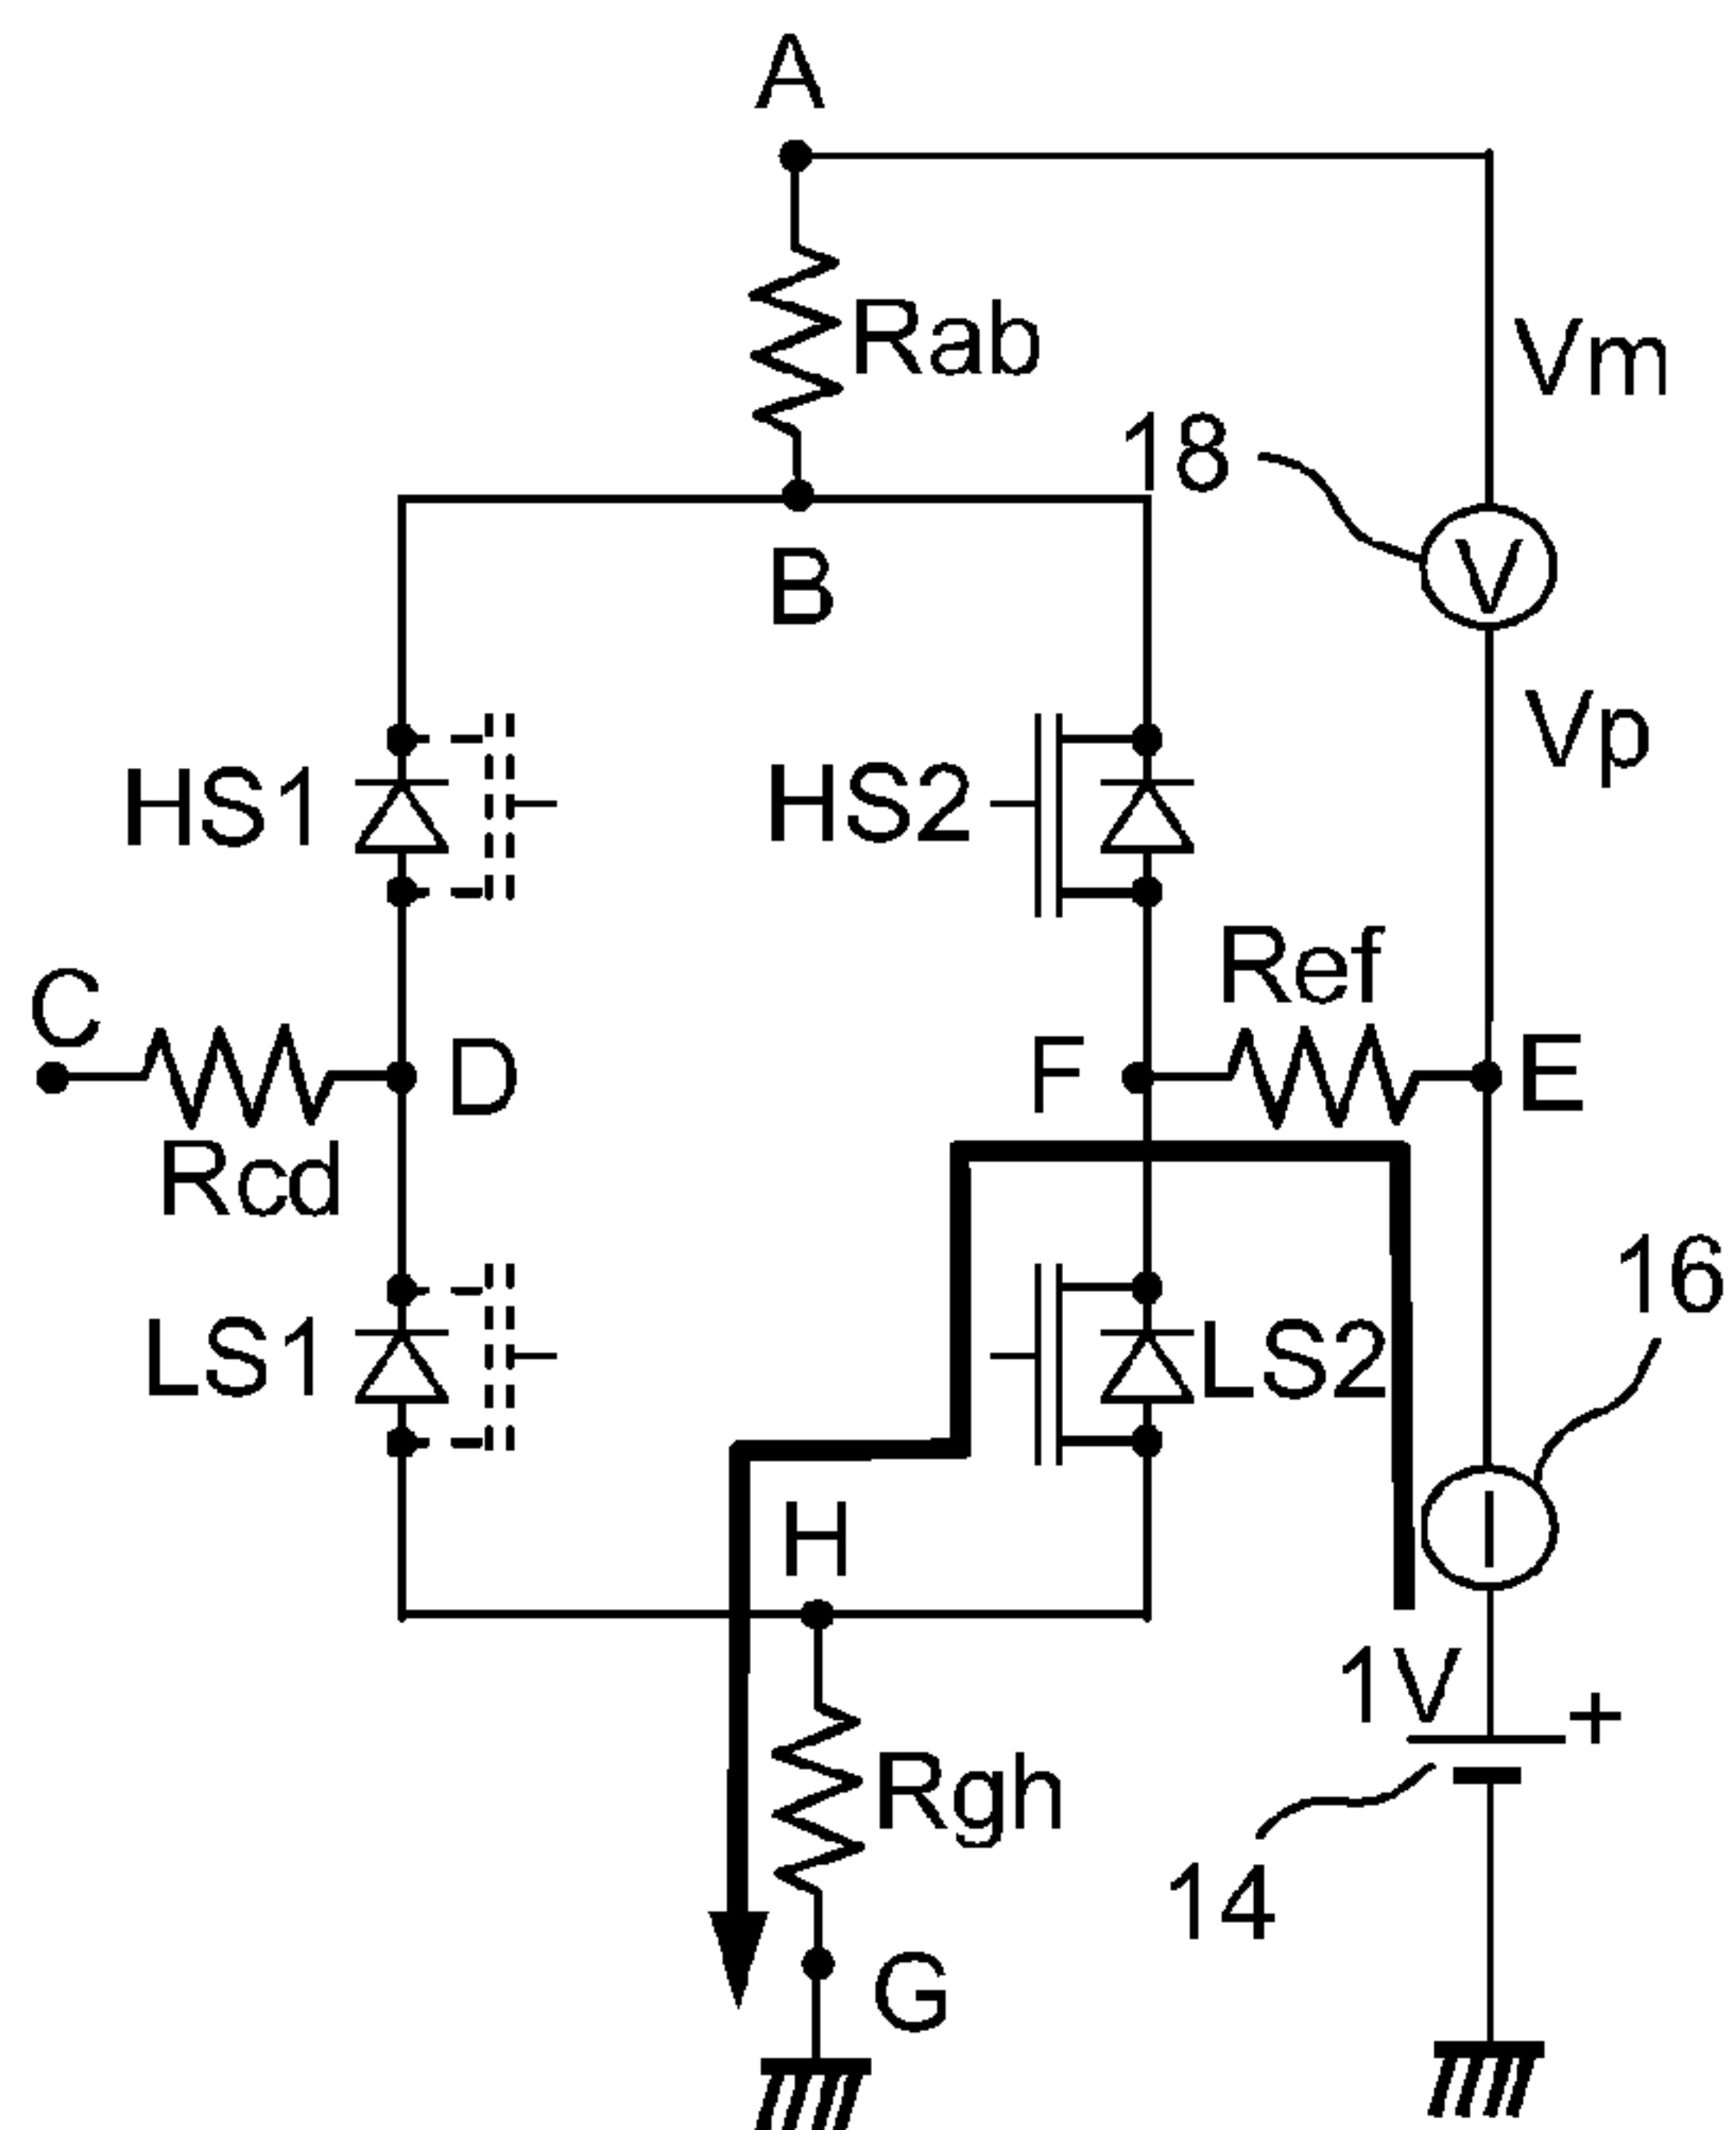 A
Rab
Vm
18
V
B
Vp
HS1
HS2
Ref
C
D
F
E
Rcd
16
LS1
LS2
I
H
1V
+
Rgh
14
G